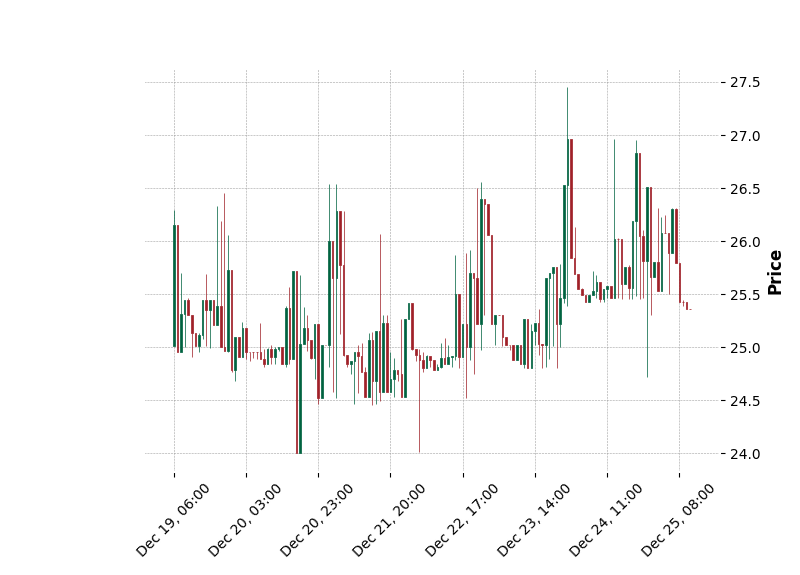 27.5
27.0
26.5
26.0
25.5
25.0
24.5
24.0
Price
Dec 19, 06:00
Dec 20, 03:00
Dec 20, 23:00
Dec 21, 20:00
Dec 22, 17:00
Dec 23, 14:00
Dec 24, 11:00
Dec 25, 08:00